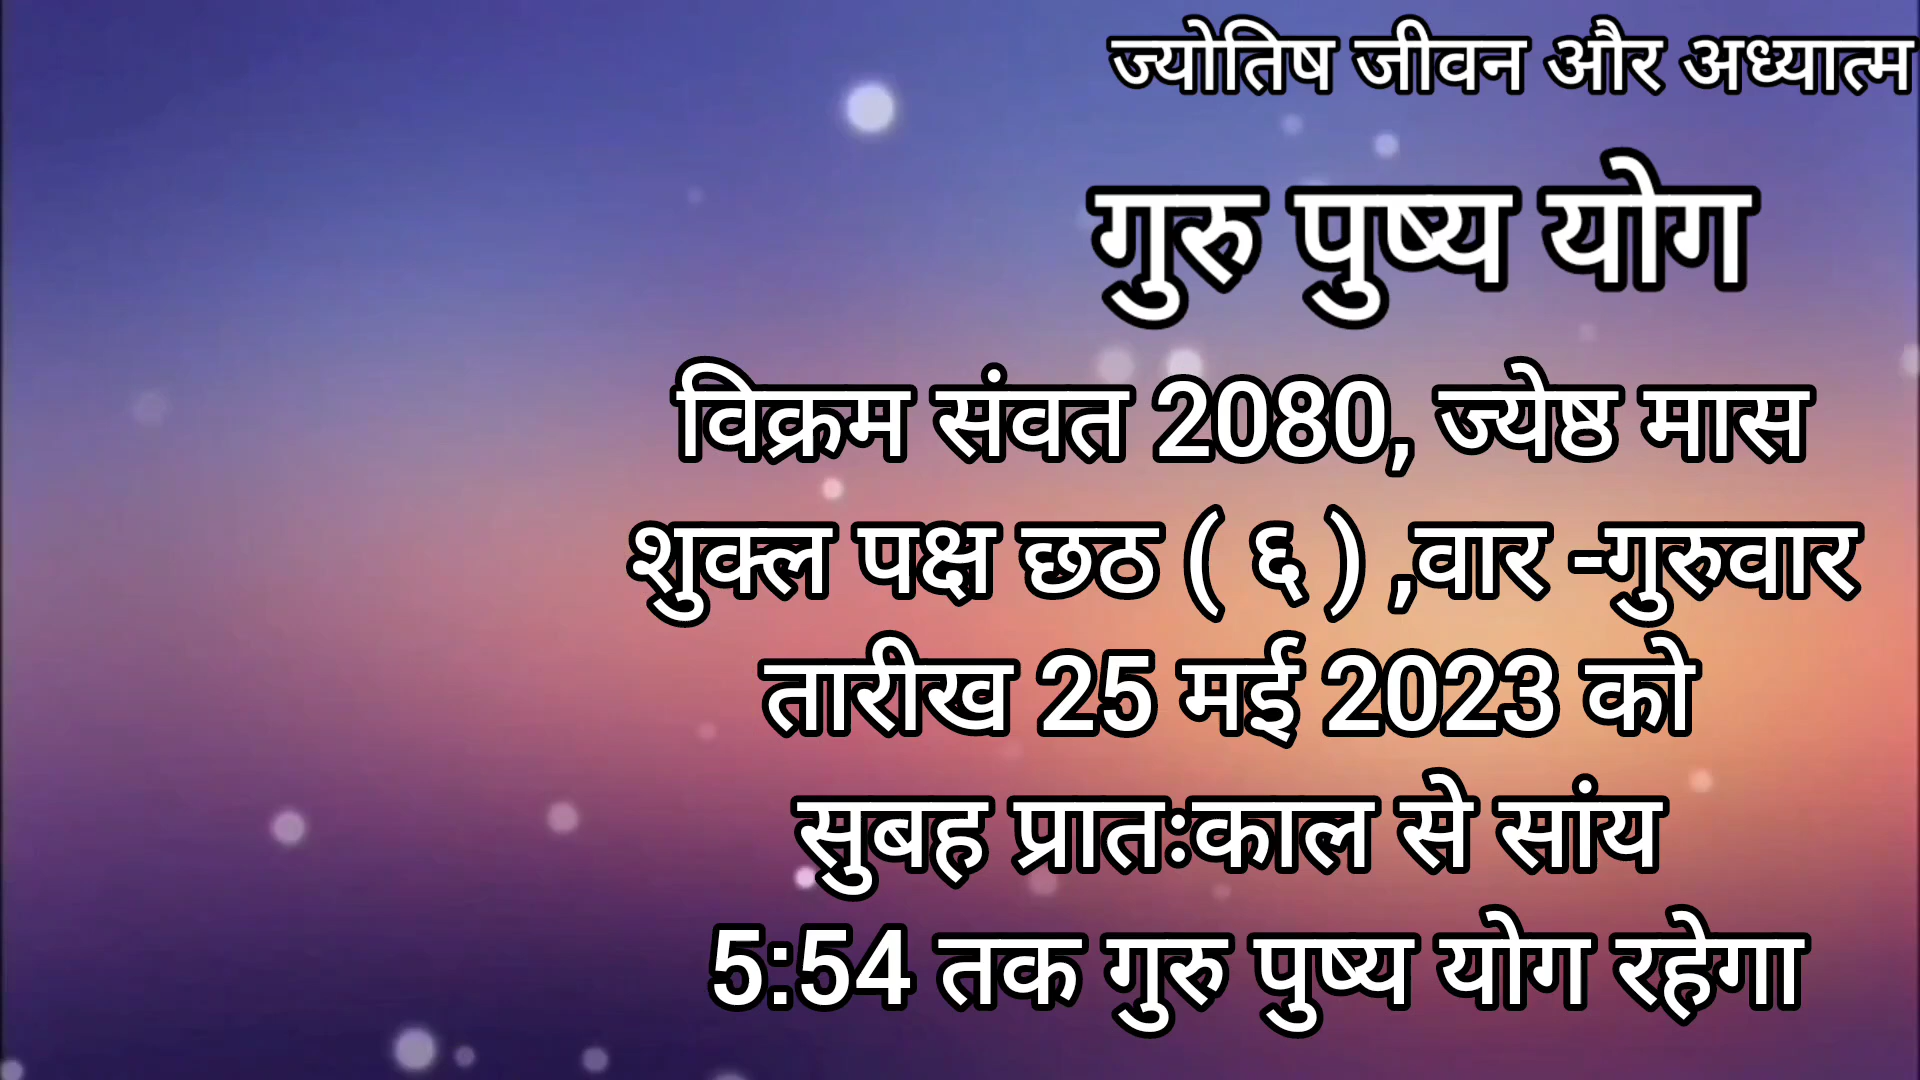 ज्योतिष जीवन और अध्यात्म
गुरु पुष्य योग
विक्रम संवत 2080, ज्येष्ठ मास
शुक्ल पक्ष छठ ( ६ ) ,वार -गुरुवार
तारीख 25 मई 2023 को
सुबह प्रातःकाल से सांय
5:54 तक गुरु पुष्य योग रहेगा